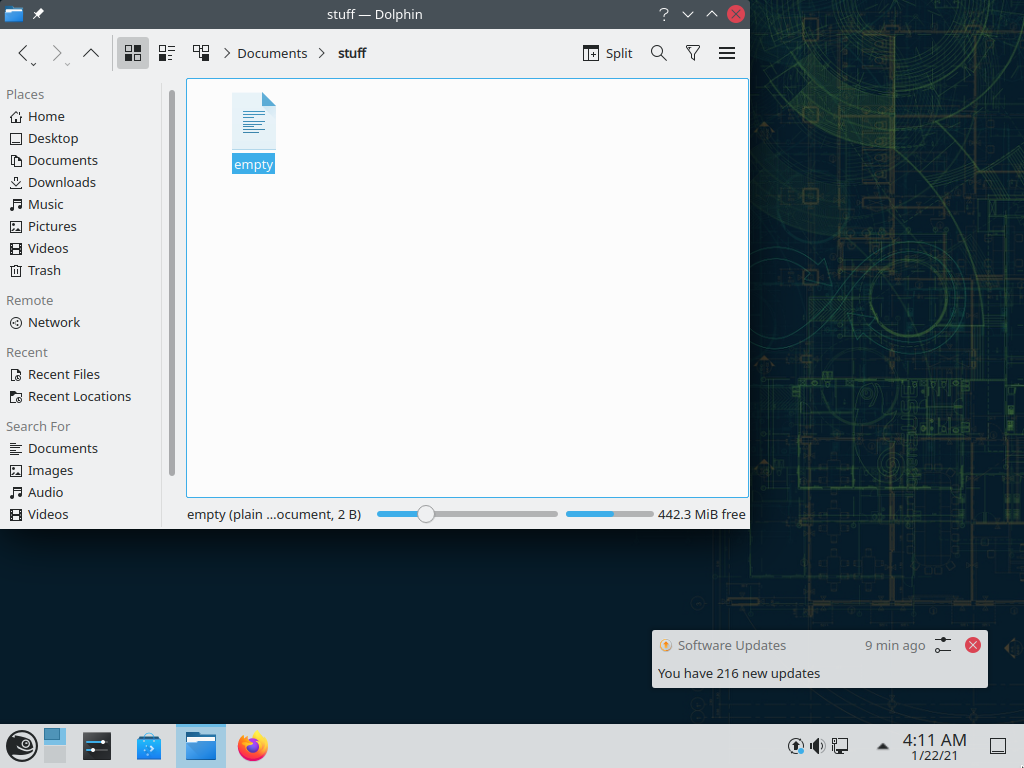 stuff — Dolphin
Documents stuff Split
Places
Home
Desktop
Documents
Downloads
Music
Pictures
Videos
Trash
Remote
Network
Recent
Recent Files
Recent Locations
Search For
Documents
Images
Audio
Videos
empty
empty (plain ...ocument, 2 B) 442.3 MiB free
Software Updates 9 min ago
You have 216 new updates
4:11 AM
1/22/21